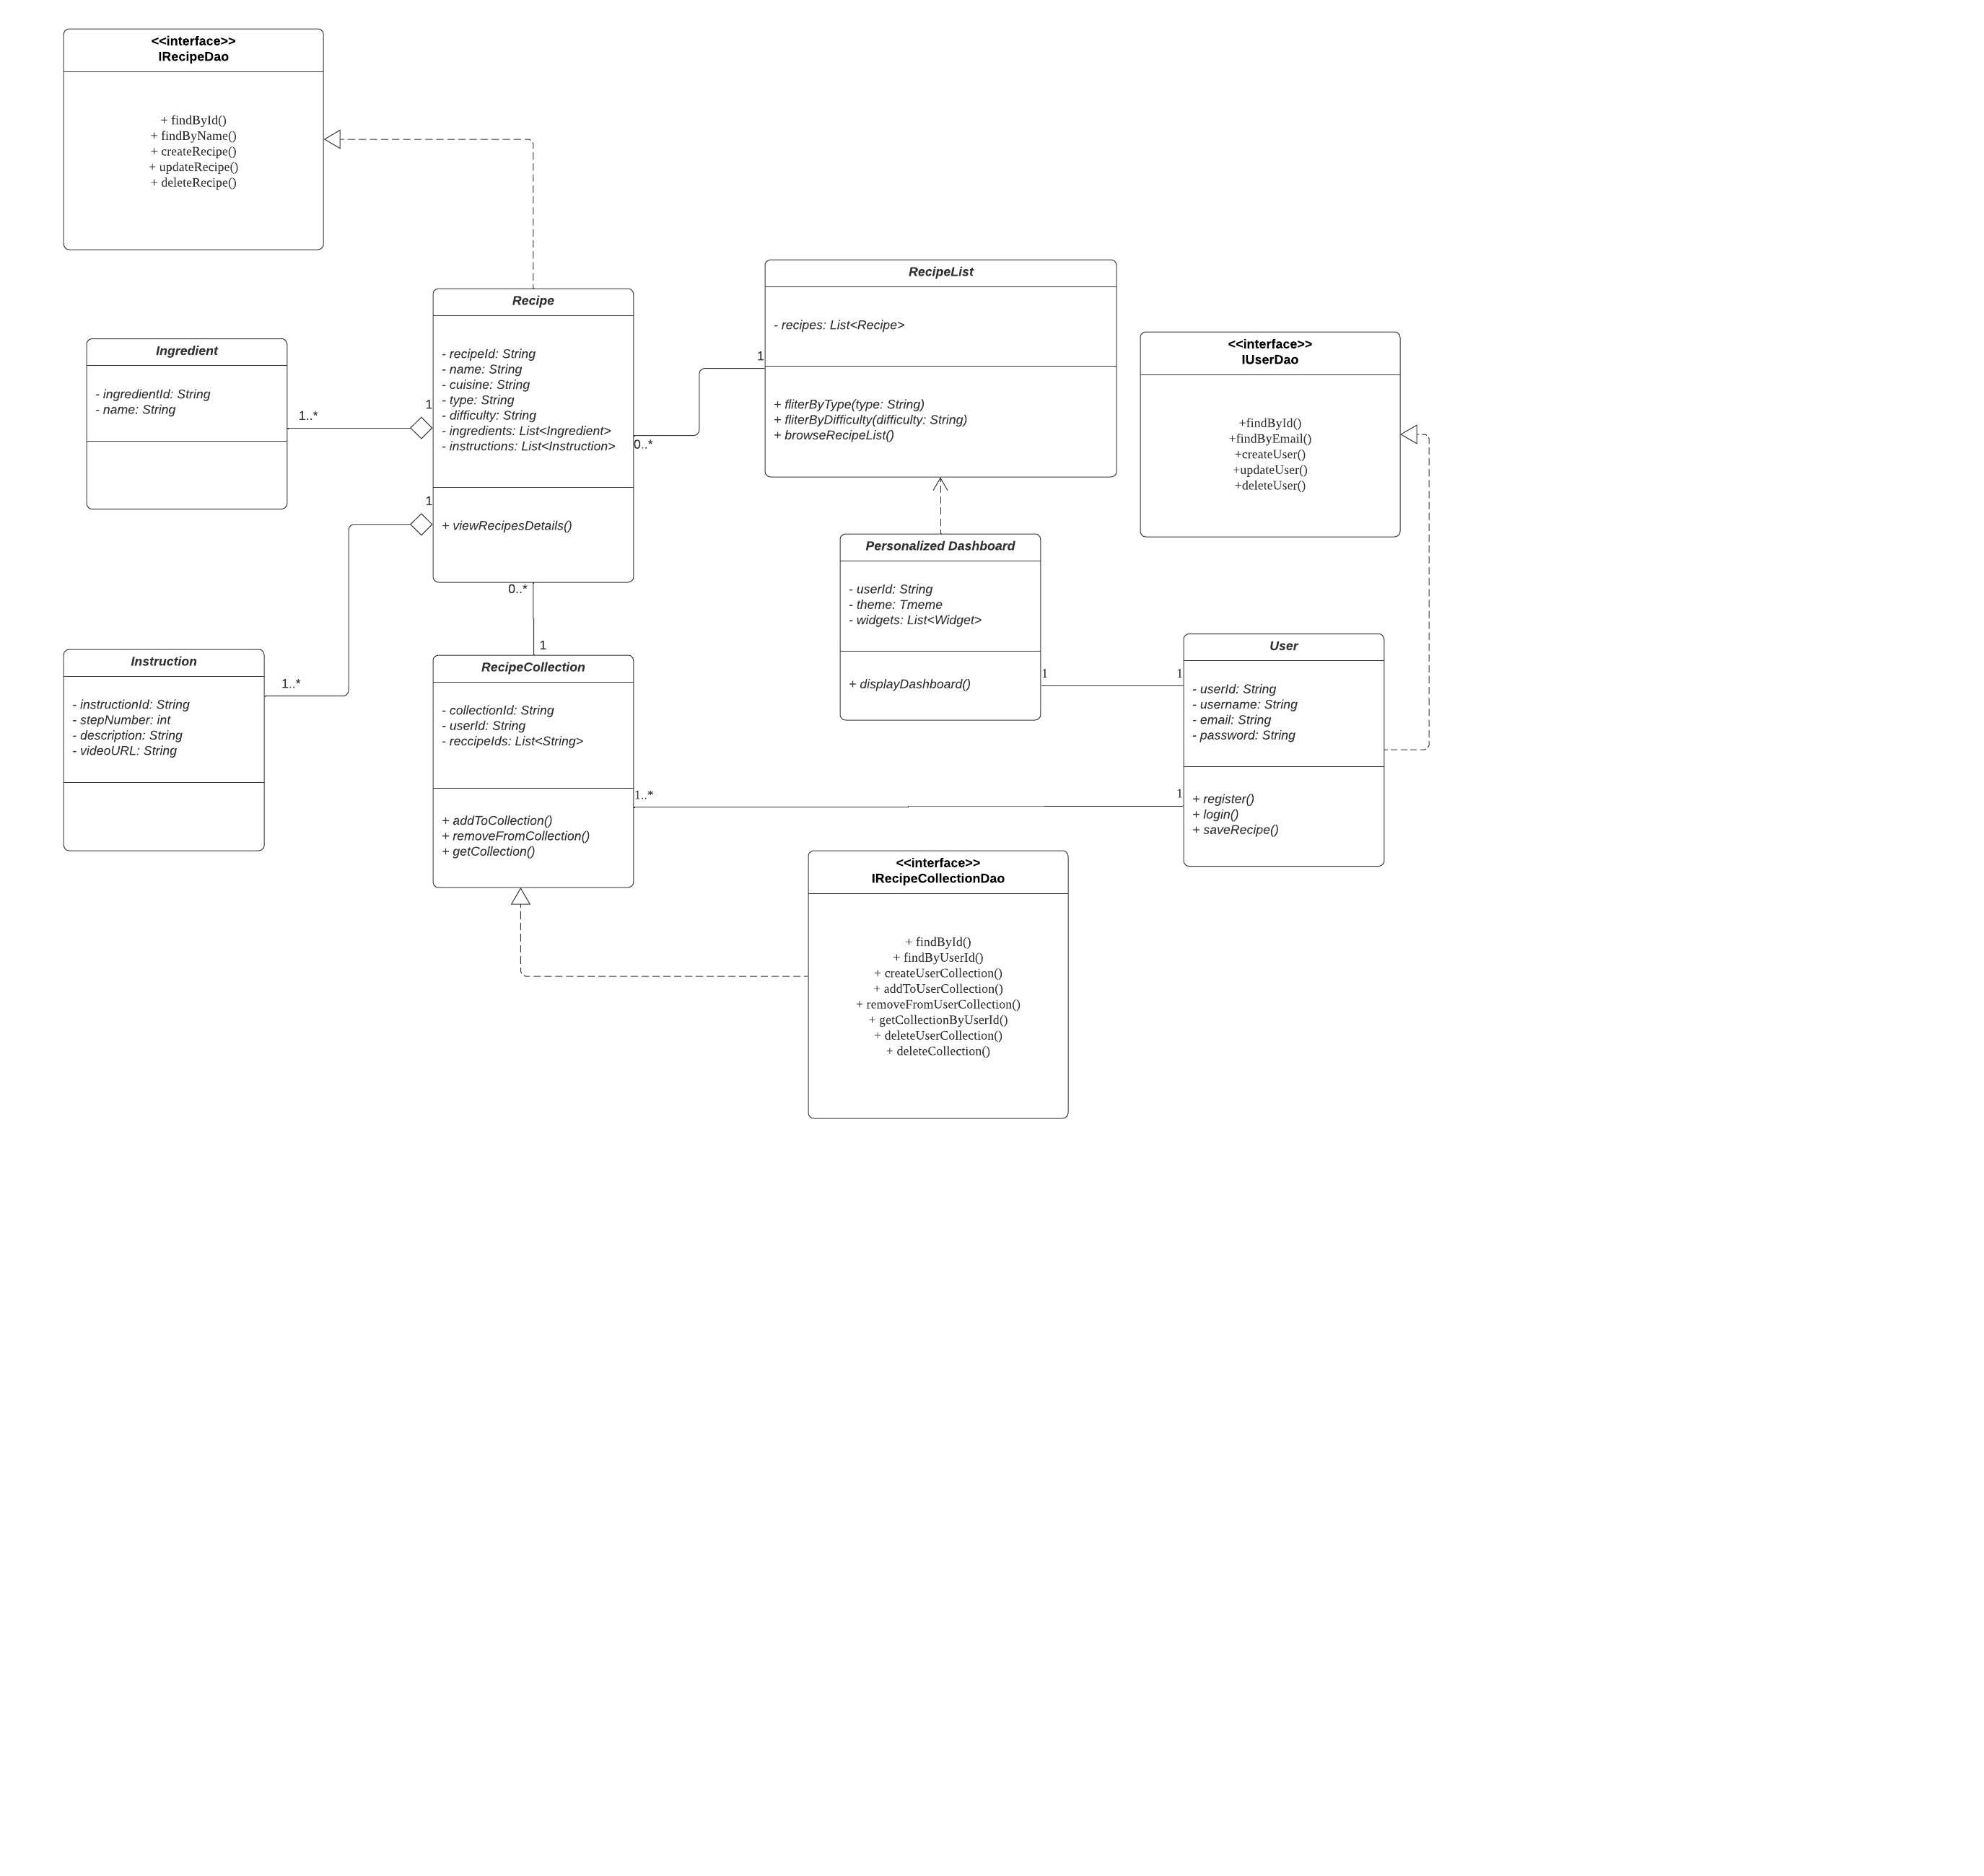 <<interface>>
IRecipeDao
+ findById()
+ findByName()
+ createRecipe()
+ updateRecipe()
+ deleteRecipe()
Recipe
- recipeId: String
- name: String
- cuisine: String
- type: String
- difficulty: String
- ingredients: List<Ingredient>
- instructions: List<Instruction>
+ viewRecipesDetails()
RecipeList
- recipes: List<Recipe>
+ fliterByType(type: String)
+ fliterByDifficulty(difficulty: String)
+ browseRecipeList()
<<interface>>
IUserDao
+findById()
+findByEmail()
+createUser()
+updateUser()
+deleteUser()
Ingredient
- ingredientId: String
- name: String
1..*
1
1
0..*
1
1..*
0..*
1
Personalized Dashboard
- userId: String
- theme: Tmeme
- widgets: List<Widget>
+ displayDashboard()
1
1
User
- userId: String
- username: String
- email: String
- password: String
+ register()
+ login()
+ saveRecipe()
Instruction
- instructionId: String
- stepNumber: int
- description: String
- videoURL: String
RecipeCollection
- collectionId: String
- userId: String
- reccipeIds: List<String>
+ addToCollection()
+ removeFromCollection()
+ getCollection()
1..*
1
<<interface>>
IRecipeCollectionDao
+ findById()
+ findByUserId()
+ createUserCollection()
+ addToUserCollection()
+ removeFromUserCollection()
+ getCollectionByUserId()
+ deleteUserCollection()
+ deleteCollection()